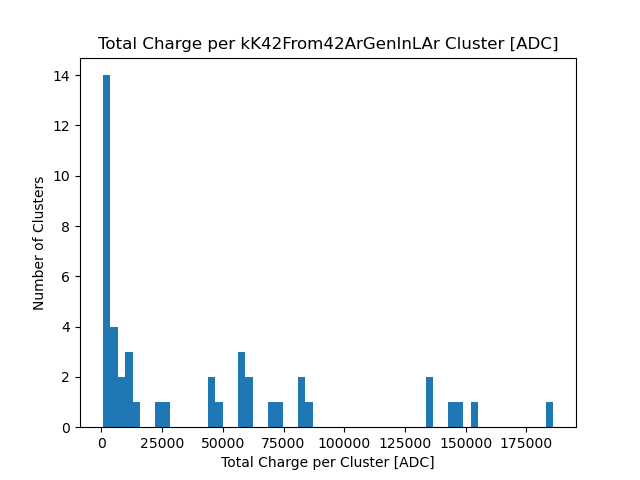 Total Charge per kK42From42ArGenInLAr Cluster [ADC]
14
12
10
8
6
4
2
0
Number of Clusters
0 25000 50000 75000 100000 125000 150000 175000
Total Charge per Cluster [ADC]